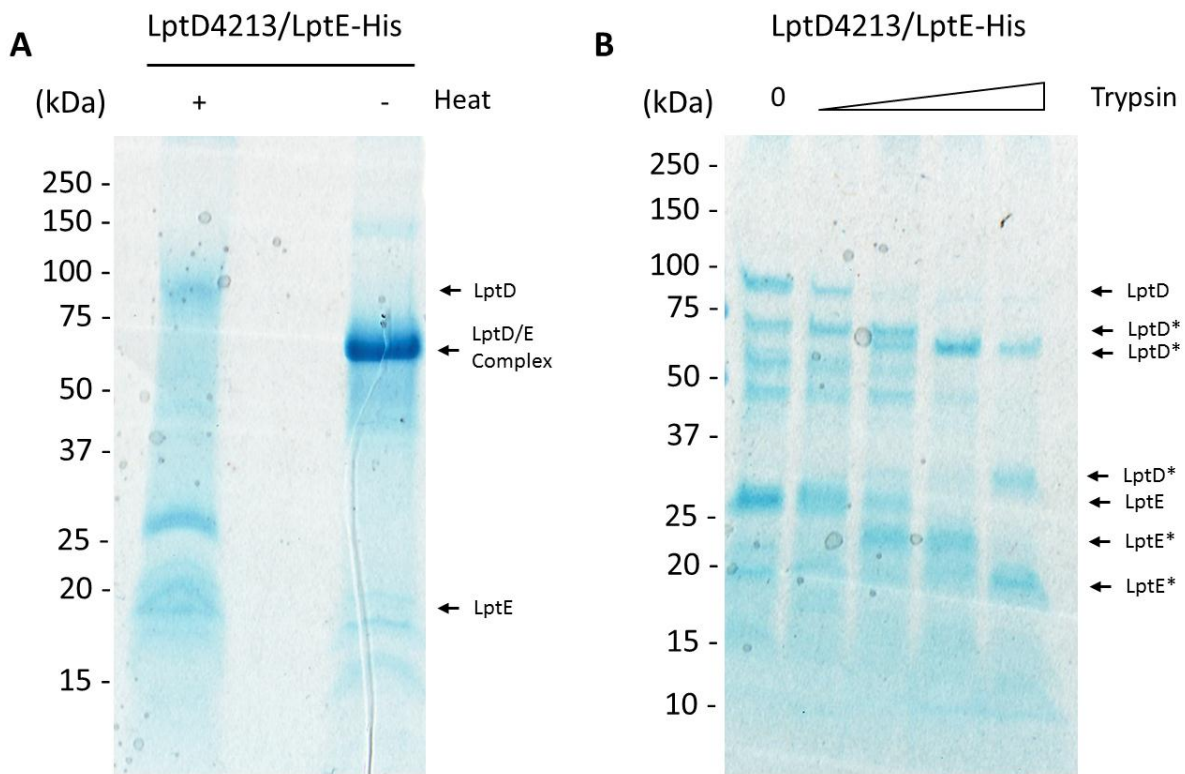 A
LptD4213/LptE-His
(kDa) + - Heat
250 -
150 -
100 -
75 -
50 -
37 -
25 -
20 -
15 -
LptD
LptD/E
Complex
LptE
B
LptD4213/LptE-His
(kDa) 0 Trypsin
250 -
150 -
100 -
75 -
50 -
37 -
25 -
20 -
15 -
10 -
LptD
LptD*
LptD*
LptD*
LptE
LptE*
LptE*